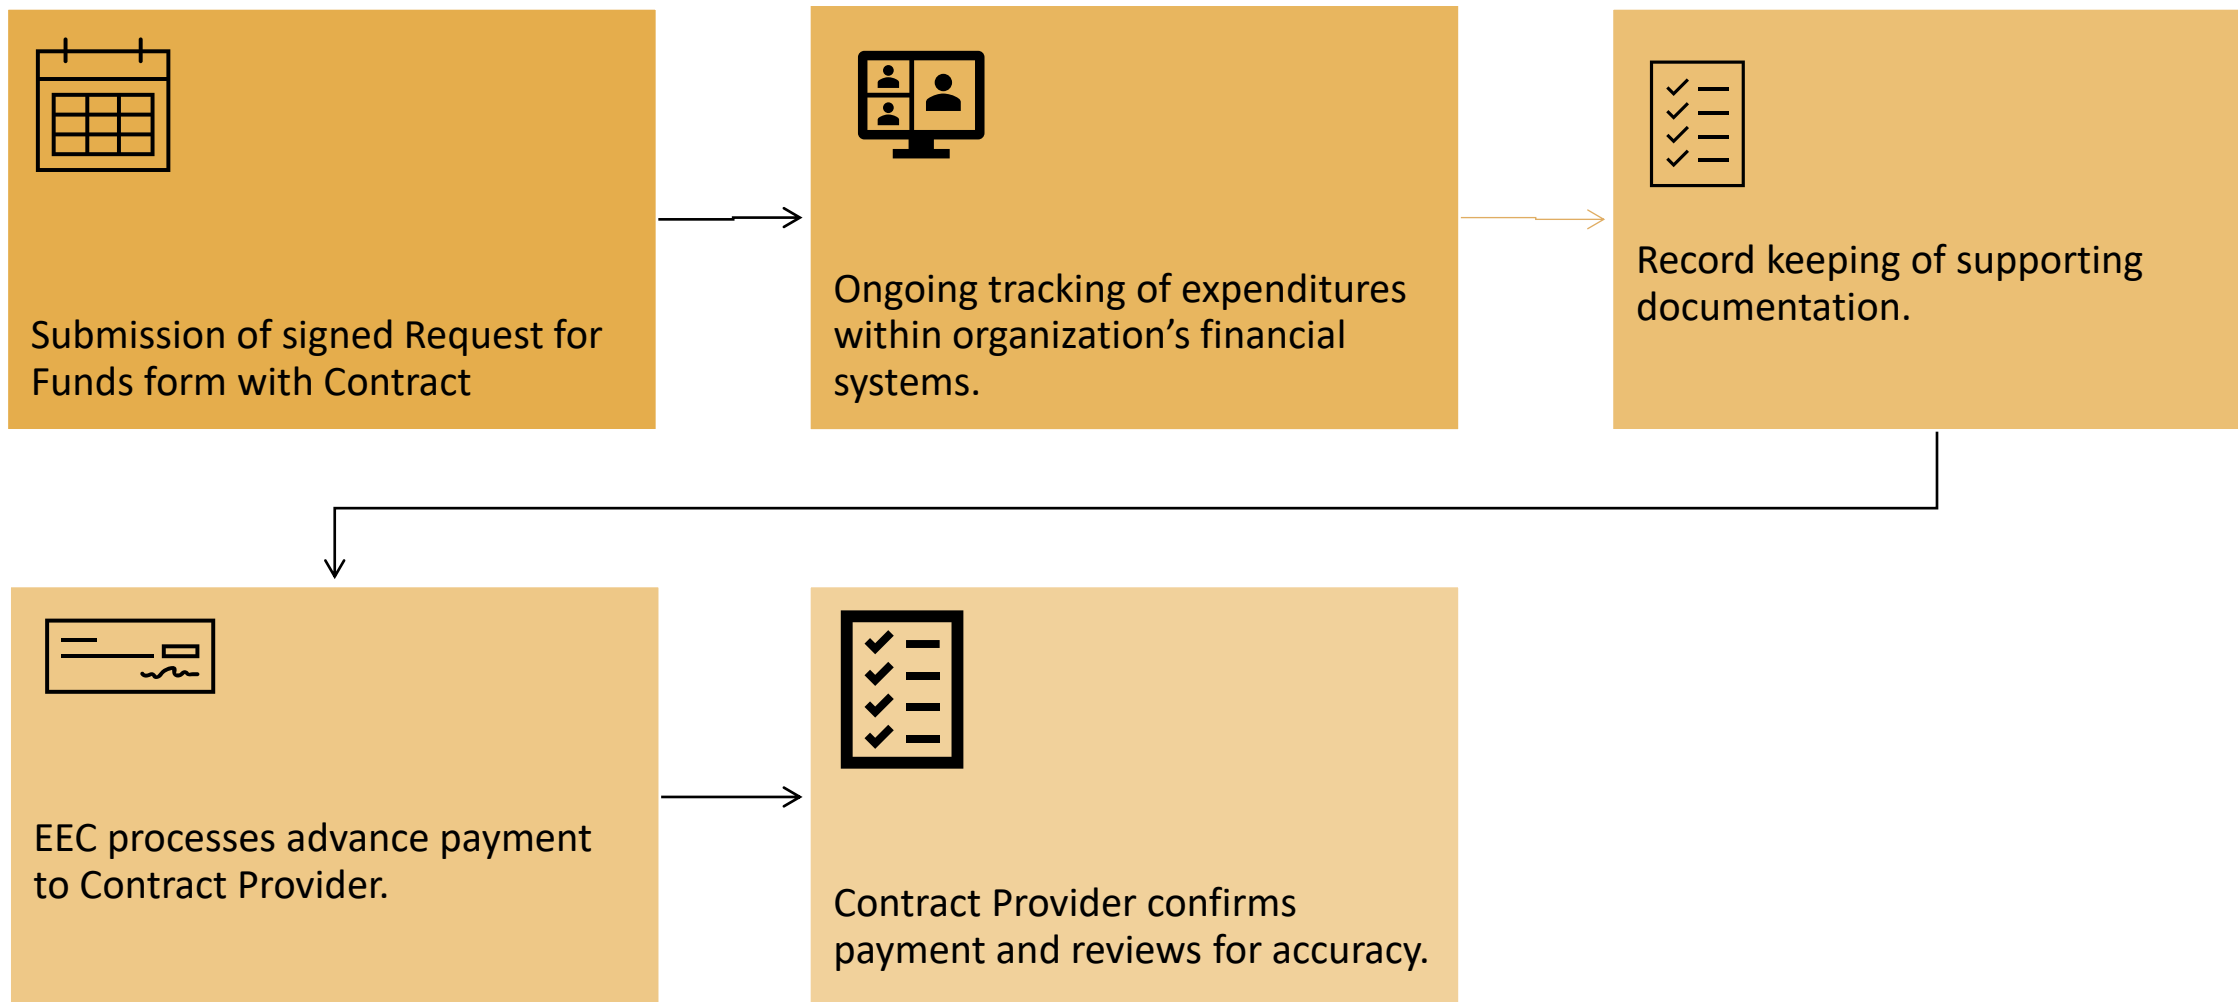 Submission of signed Request for
Funds form with Contract
Ongoing tracking of expenditures
within organization’s financial
systems.
Record keeping of supporting
documentation.
EEC processes advance payment
to Contract Provider.
Contract Provider confirms
payment and reviews for accuracy.